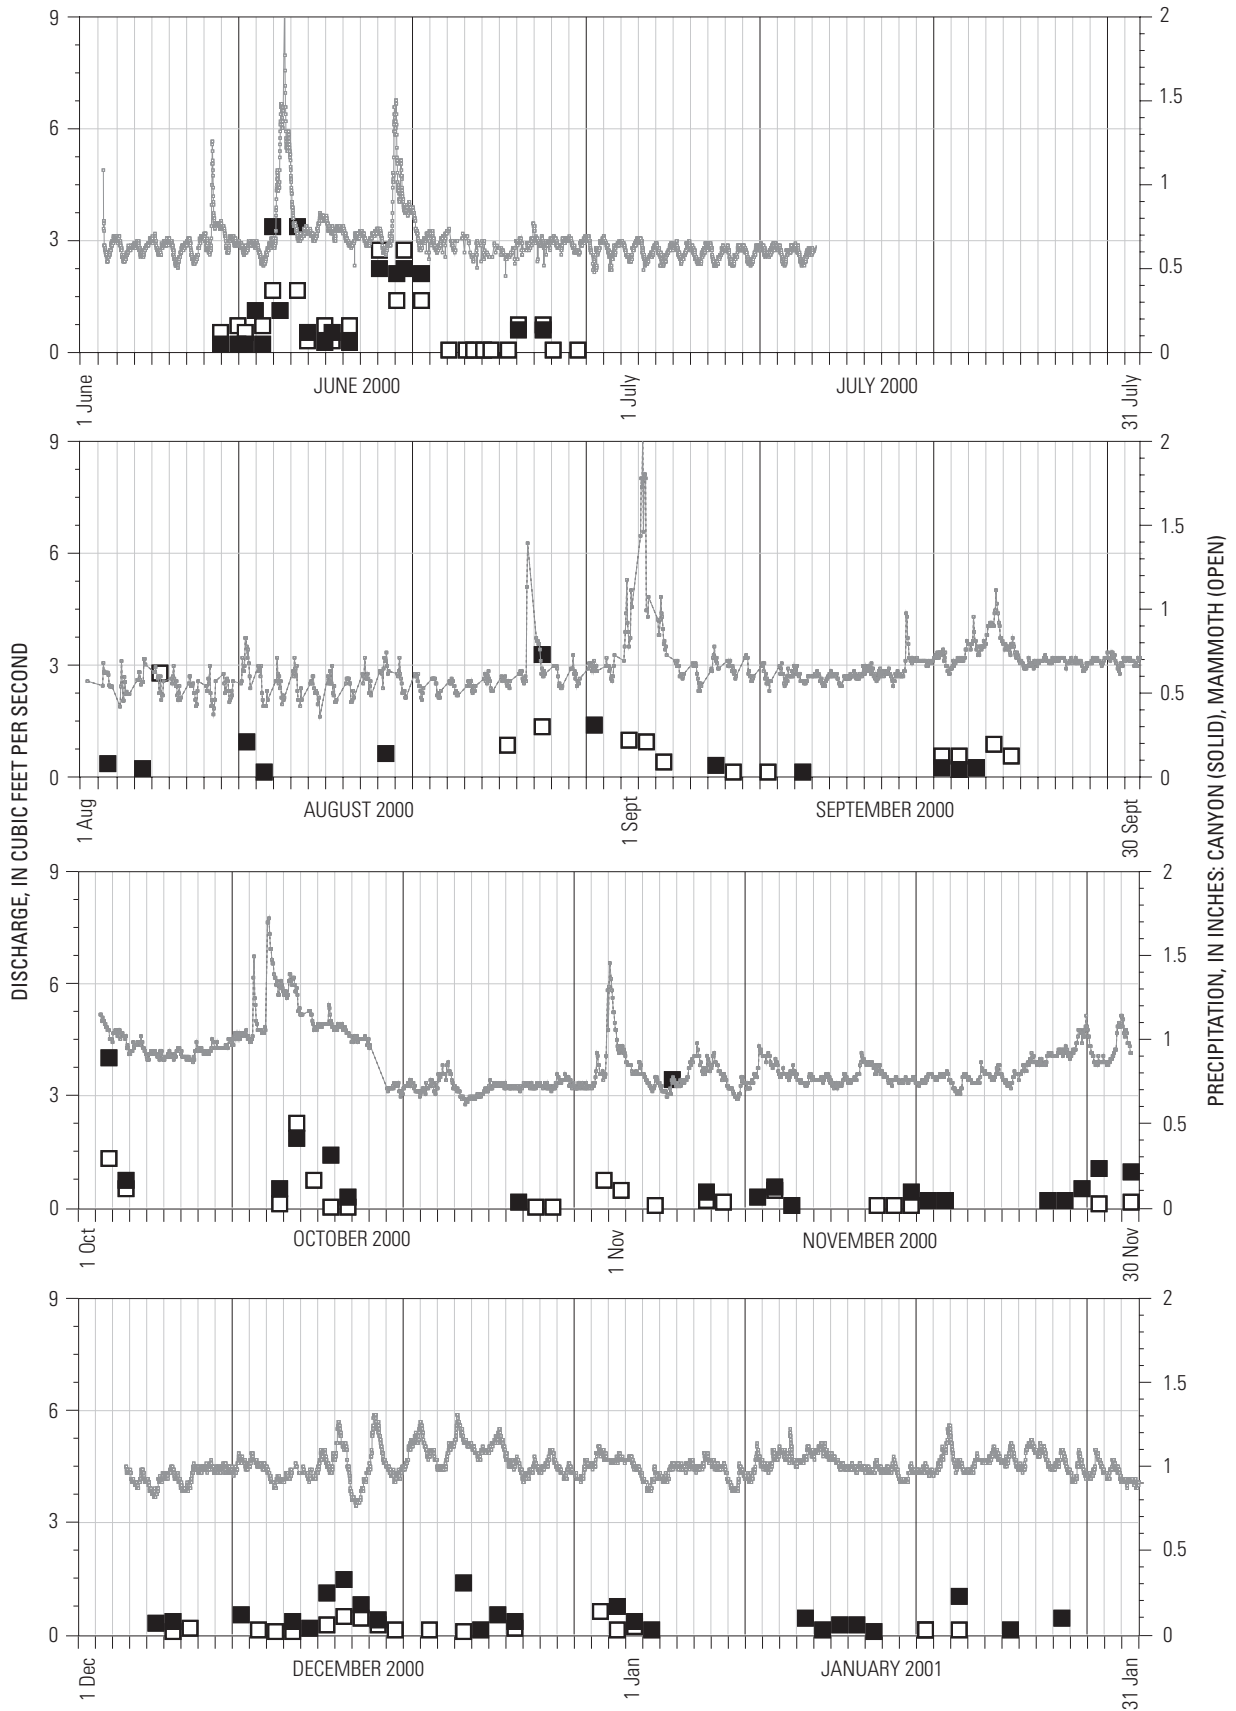 9
6
3
0
2
1.5
1
0.5
0
1 June
JUNE 2000
1 July
JULY 2000
31 July
9
6
3
0
2
1.5
1
0.5
0
1 Aug
AUGUST 2000
1 Sept
SEPTEMBER 2000
30 Sept
DISCHARGE, IN CUBIC FEET PER SECOND
PRECIPITATION, IN INCHES: CANYON (SOLID), MAMMOTH (OPEN)
9
6
3
0
2
1.5
1
0.5
0
1 Oct
OCTOBER 2000
1 Nov
NOVEMBER 2000
30 Nov
9
6
3
0
2
1.5
1
0.5
0
1 Dec
DECEMBER 2000
1 Jan
JANUARY 2001
31 Jan